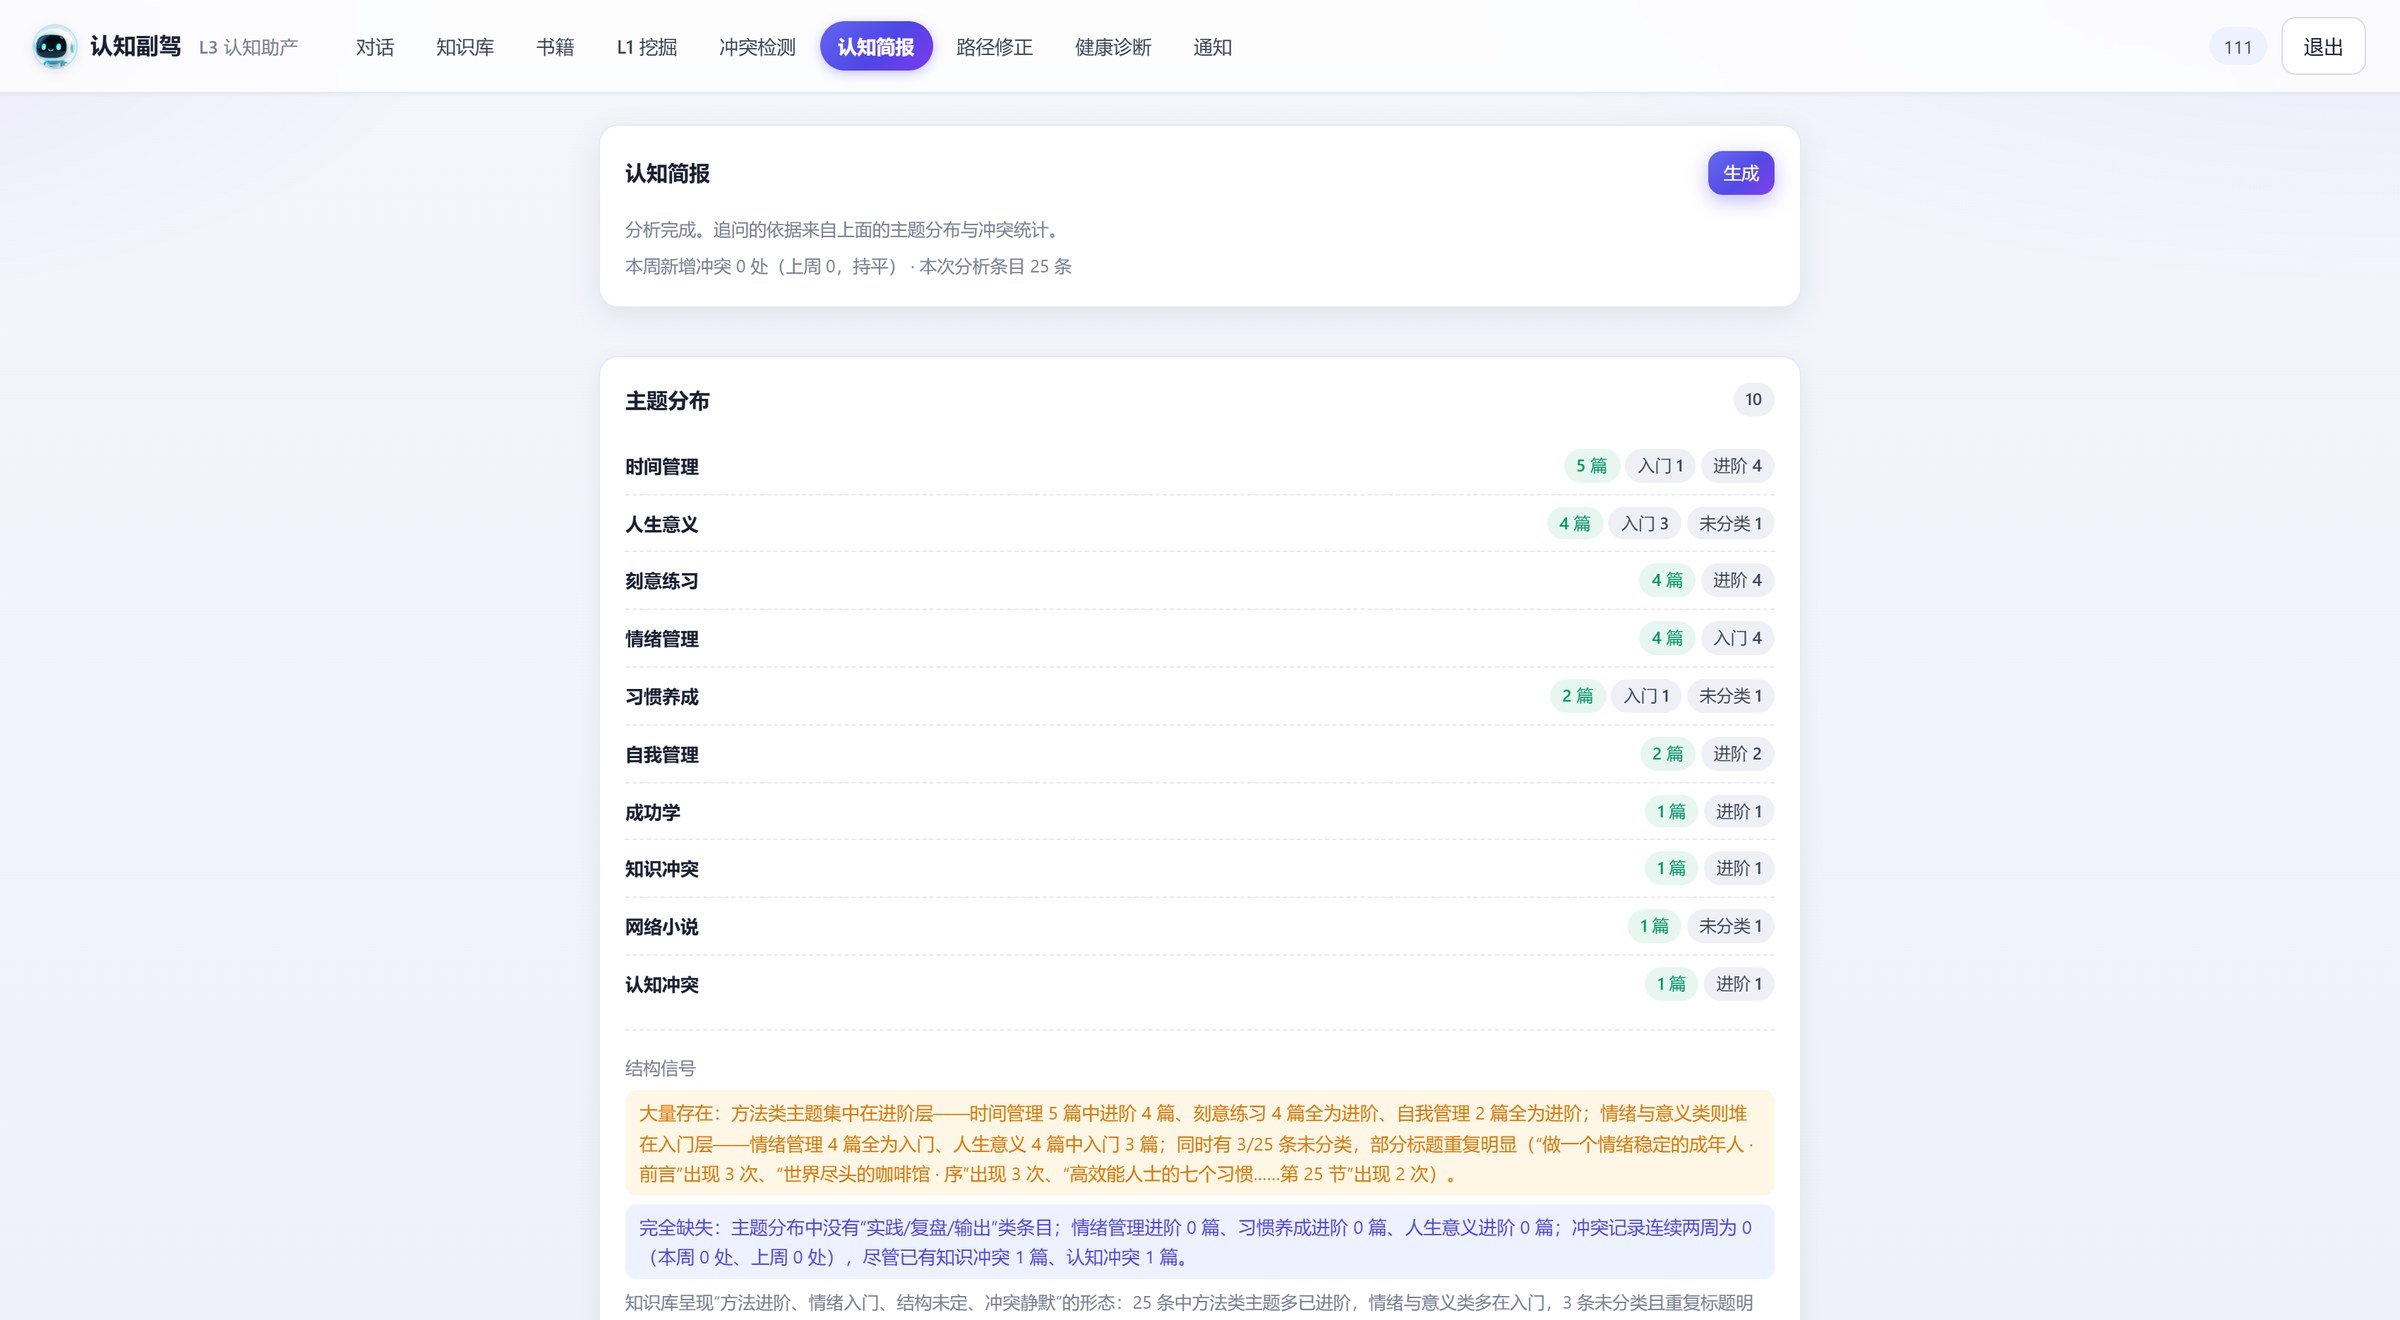 认知副驾 L3 认知助产 对话 知识库 书籍 L1 挖掘 冲突检测 认知简报 路径修正 健康诊断 通知 111 退出
认知简报 生成
分析完成。追问的依据来自上面的主题分布与冲突统计。
本周新增冲突 0 处（上周 0，持平） · 本次分析条目 25 条
主题分布 10
时间管理 5 篇 入门 1 进阶 4
人生意义 4 篇 入门 3 未分类 1
刻意练习 4 篇 进阶 4
情绪管理 4 篇 入门 4
习惯养成 2 篇 入门 1 未分类 1
自我管理 2 篇 进阶 2
成功学 1 篇 进阶 1
知识冲突 1 篇 进阶 1
网络小说 1 篇 未分类 1
认知冲突 1 篇 进阶 1
结构信号
大量存在：方法类主题集中在进阶层——时间管理 5 篇中进阶 4 篇、刻意练习 4 篇全为进阶、自我管理 2 篇全为进阶；情绪与意义类则堆
在入门层——情绪管理 4 篇全为入门、人生意义 4 篇中入门 3 篇；同时有 3/25 条未分类，部分标题重复明显（“做一个情绪稳定的成年人 ·
前言”出现 3 次、“世界尽头的咖啡馆 · 序”出现 3 次、“高效能人士的七个习惯……第 25 节”出现 2 次）。
完全缺失：主题分布中没有“实践/复盘/输出”类条目；情绪管理进阶 0 篇、习惯养成进阶 0 篇、人生意义进阶 0 篇；冲突记录连续两周为 0
（本周 0 处、上周 0 处），尽管已有知识冲突 1 篇、认知冲突 1 篇。
知识库呈现“方法进阶、情绪入门、结构未定、冲突静默”的形态：25 条中方法类主题多已进阶，情绪与意义类多在入门，3 条未分类且重复标题明